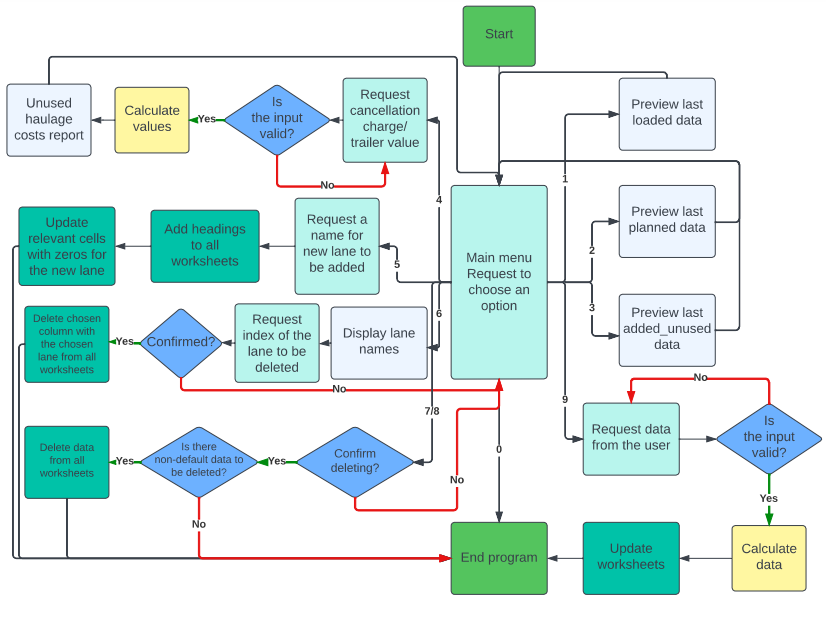 Start
Unused
haulage
costs report
Calculate
values
Yes
Is
the input
valid?
No
Request
cancellation
charge/
trailer value
4
Preview last
loaded data
1
Preview last
planned data
2
Preview last
added_unused
data
3
Main menu
Request to
choose an
option
Update
relevant cells
with zeros for
the new lane
Add headings
to all
worksheets
Request a
name for
new lane to
be added
5
6
Delete chosen
column with
the chosen
lane from all
worksheets
Yes
Confirmed?
No
Request
index of the
lane to be
deleted
Display lane
names
7/8
9
0
Delete data
from all
worksheets
Yes
Is there
non-default data to
be deleted?
No
Yes
Confirm
deleting?
No
Request data
from the user
No
Is
the input
valid?
Yes
End program
Update
worksheets
Calculate
data